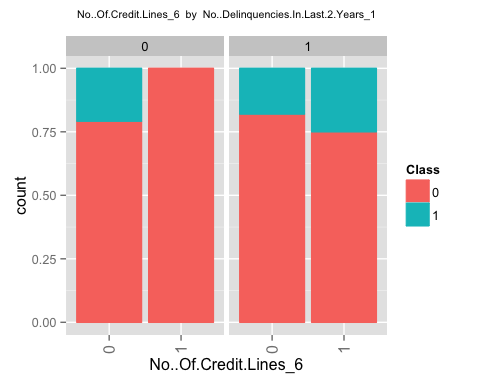 No..Of.Credit.Lines_6 by No..Delinquencies.In.Last.2.Years_1
0 1
1.00
0.75
0.50
0.25
0.00
count
0 1 0 1
No..Of.Credit.Lines_6
Class
0
1